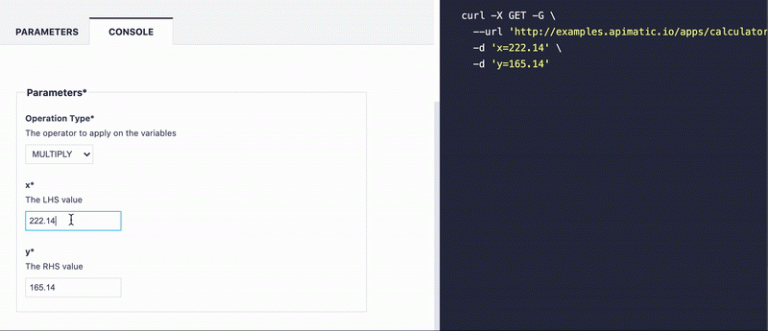 PARAMETERS
CONSOLE
Parameters*
Operation Type*
The operator to apply on the variables
MULTIPLY
x*
The LHS value
222.14
y*
The RHS value
165.14
curl -X GET -G \
--url 'http://examples.apimatic.io/apps/calculator
-d 'x=222.14' \
-d 'y=165.14'